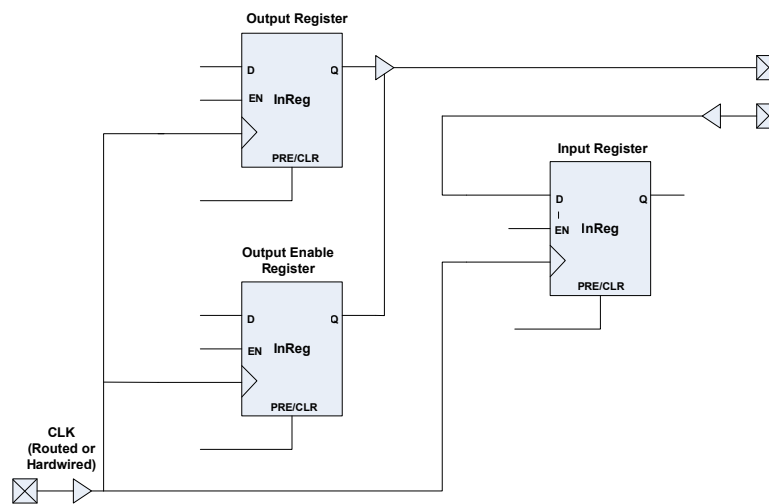 Output Register
D
Q
EN
InReg
PRE/CLR
Input Register
D
Q
EN
InReg
PRE/CLR
Output Enable
Register
D
Q
EN
InReg
PRE/CLR
CLK
(Routed or
Hardwired)